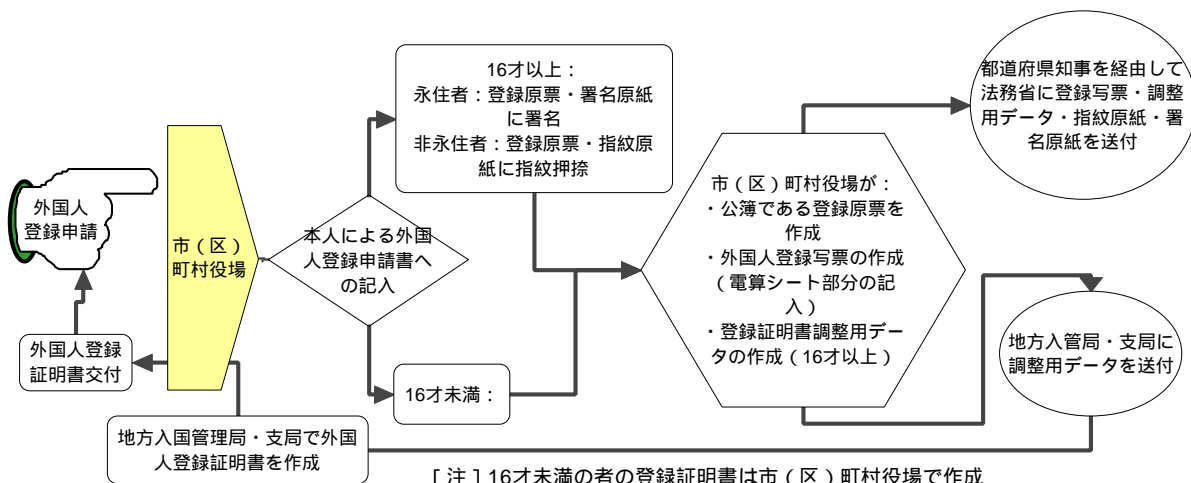 外国人
登録申請
市（区）
町村役場
本人による外国
人登録申請書へ
の記入
16才以上：
永住者：登録原票・署名原紙
に署名
非永住者：登録原票・指紋原
紙に指紋押捺
16才未満：
市（区）町村役場が：
・公簿である登録原票を
作成
・外国人登録写票の作成
（電算シート部分の記
入）
・登録証明書調整用デー
タの作成（16才以上）
都道府県知事を経由して
法務省に登録写票・調整
用データ・指紋原紙・署
名原紙を送付
地方入管局・支局に
調整用データを送付
地方入国管理局・支局で外国
人登録証明書を作成
外国人登録
証明書交付
［注］16才未満の者の登録証明書は市（区）町村役場で作成